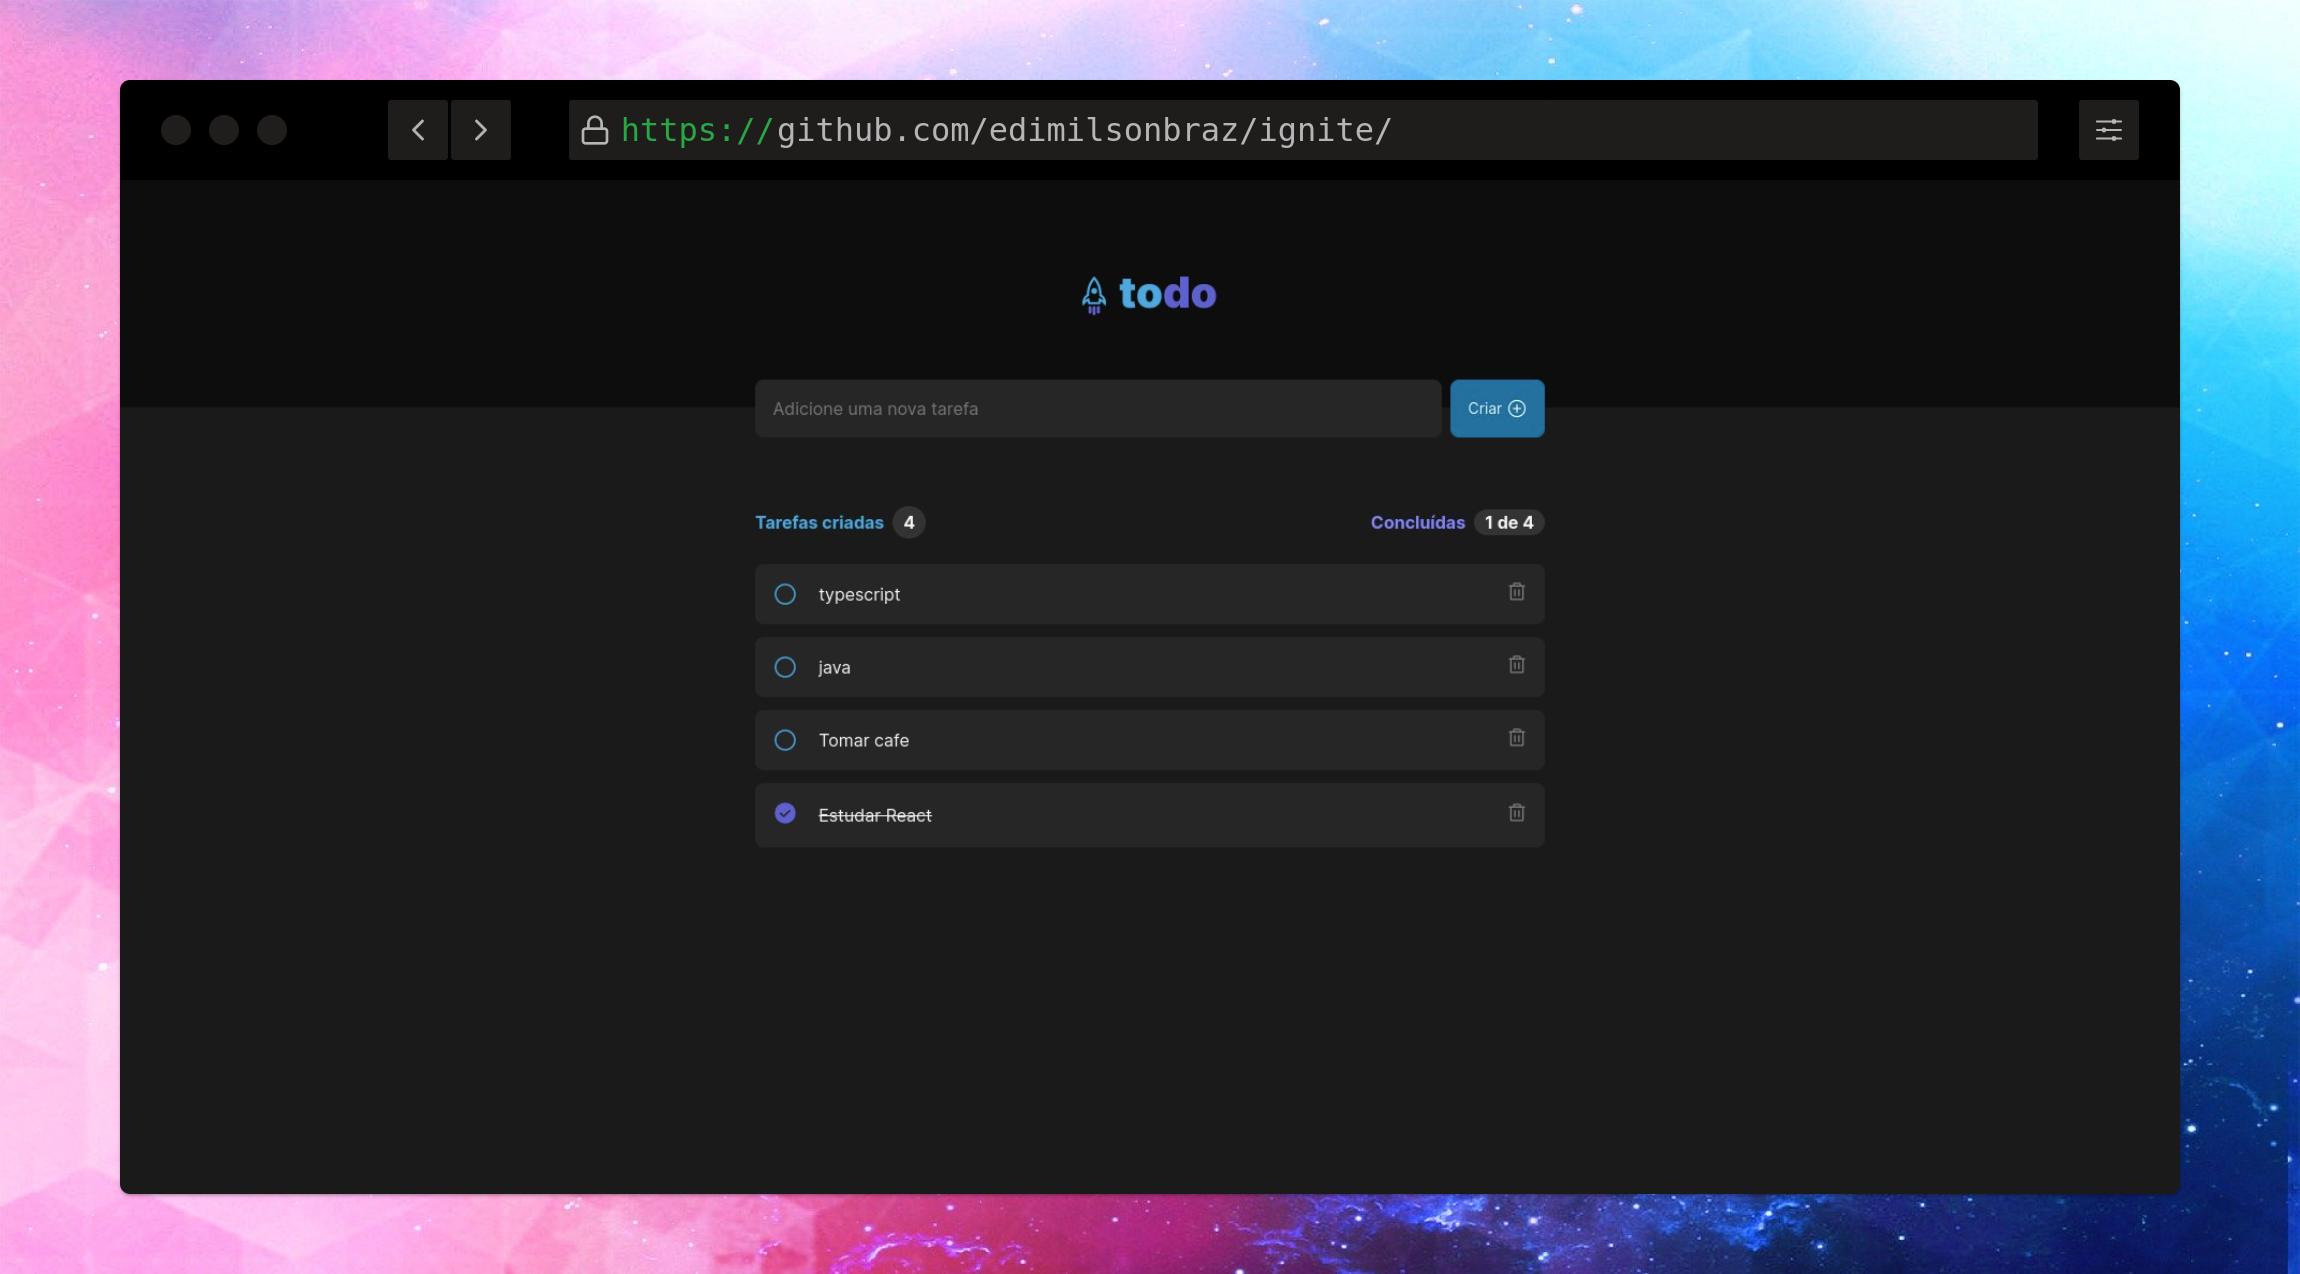 https://github.com/edimilsonbraz/ignite/
todo
Adicione uma nova tarefa
Criar
Tarefas criadas 4
Concluídas 1 de 4
typescript
java
Tomar cafe
Estudar React